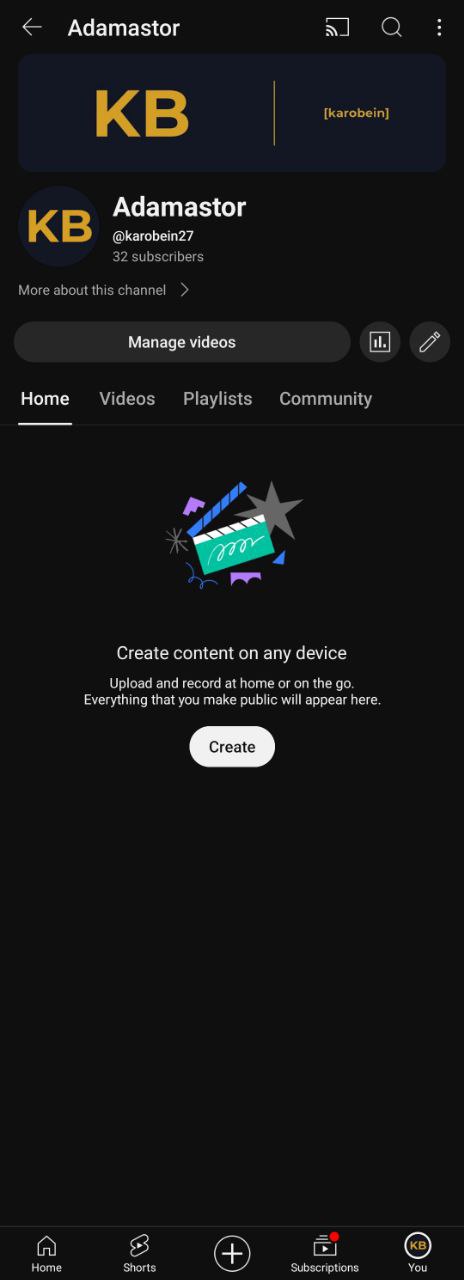 Adamastor
KB
[karobein]
KB
Adamastor
@karobein27
32 subscribers
More about this channel
Manage videos
Home Videos Playlists Community
Create content on any device
Upload and record at home or on the go.
Everything that you make public will appear here.
Create
Home Shorts Subscriptions You
KB